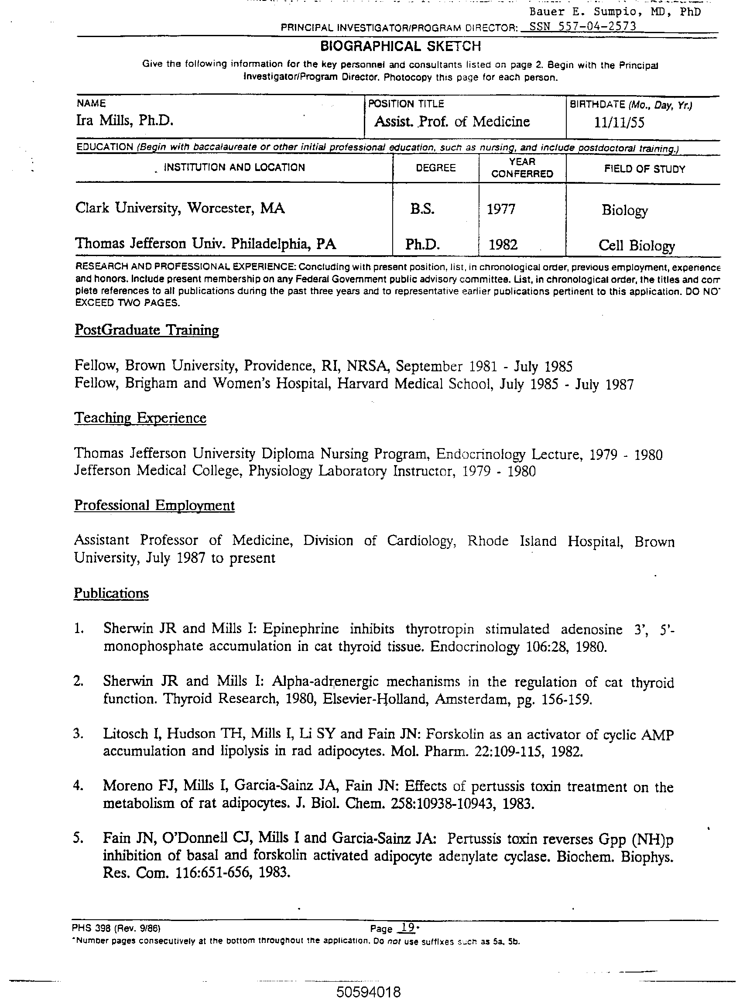 Bauer E. Sumpio, MD, PhD
PRINCIPAL INVESTIGATOR/PROGRAM DIRECTOR: SSN 557-04-2573
BIOGRAPHICAL SKETCH
Give the following information for the key personnel and consultants listed on page 2. Begin with the Principal
Investigator/Program Director. Photocopy this page for each person.
NAME POSITION TITLE BIRTHDATE (Mo., Day, Yr.)
Ira Mills, Ph.D. Assist. Prof. of Medicine 11/11/55
EDUCATION (Begin with baccalaureate or other initial professional education, such as nursing, and include postdoctoral training.)
INSTITUTION AND LOCATION DEGREE YEAR CONFERRED FIELD OF STUDY
Clark University, Worcester, MA B.S. 1977 Biology
Thomas Jefferson Univ. Philadelphia, PA Ph.D. 1982 Cell Biology
RESEARCH AND PROFESSIONAL EXPERIENCE: Concluding with present position, list, in chronological order, previous employment, experience
and honors. Include present membership on any Federal Government public advisory committee. List, in chronological order, the titles and com
plete references to all publications during the past three years and to representative earlier publications pertinent to this application. DO NO
EXCEED TWO PAGES.
PostGraduate Training
Fellow, Brown University, Providence, RI, NRSA, September 1981 - July 1985
Fellow, Brigham and Women's Hospital, Harvard Medical School, July 1985 - July 1987
Teaching Experience
Thomas Jefferson University Diploma Nursing Program, Endocrinology Lecture, 1979 - 1980
Jefferson Medical College, Physiology Laboratory Instructor, 1979 - 1980
Professional Employment
Assistant Professor of Medicine, Division of Cardiology, Rhode Island Hospital, Brown
University, July 1987 to present
Publications
1. Sherwin JR and Mills I: Epinephrine inhibits thyrotropin stimulated adenosine 3', 5'-
monophosphate accumulation in cat thyroid tissue. Endocrinology 106:28, 1980.
2. Sherwin JR and Mills I: Alpha-adrenergic mechanisms in the regulation of cat thyroid
function. Thyroid Research, 1980, Elsevier-Holland, Amsterdam, pg. 156-159.
3. Litosch I, Hudson TH, Mills I, Li SY and Fain JN: Forskolin as an activator of cyclic AMP
accumulation and lipolysis in rad adipocytes. Mol. Pharm. 22:109-115, 1982.
4. Moreno FJ, Mills I, Garcia-Sainz JA, Fain JN: Effects of pertussis toxin treatment on the
metabolism of rat adipocytes. J. Biol. Chem. 258:10938-10943, 1983.
5. Fain JN, O'Donnell CJ, Mills I and Garcia-Sainz JA: Pertussis toxin reverses Gpp (NH)p
inhibition of basal and forskolin activated adipocyte adenylate cyclase. Biochem. Biophys.
Res. Com. 116:651-656, 1983.
PHS 398 (Rev. 9/86) Page 19*
*Number pages consecutively at the bottom throughout the application. Do not use suffixes such as 5a, 5b.
50594018